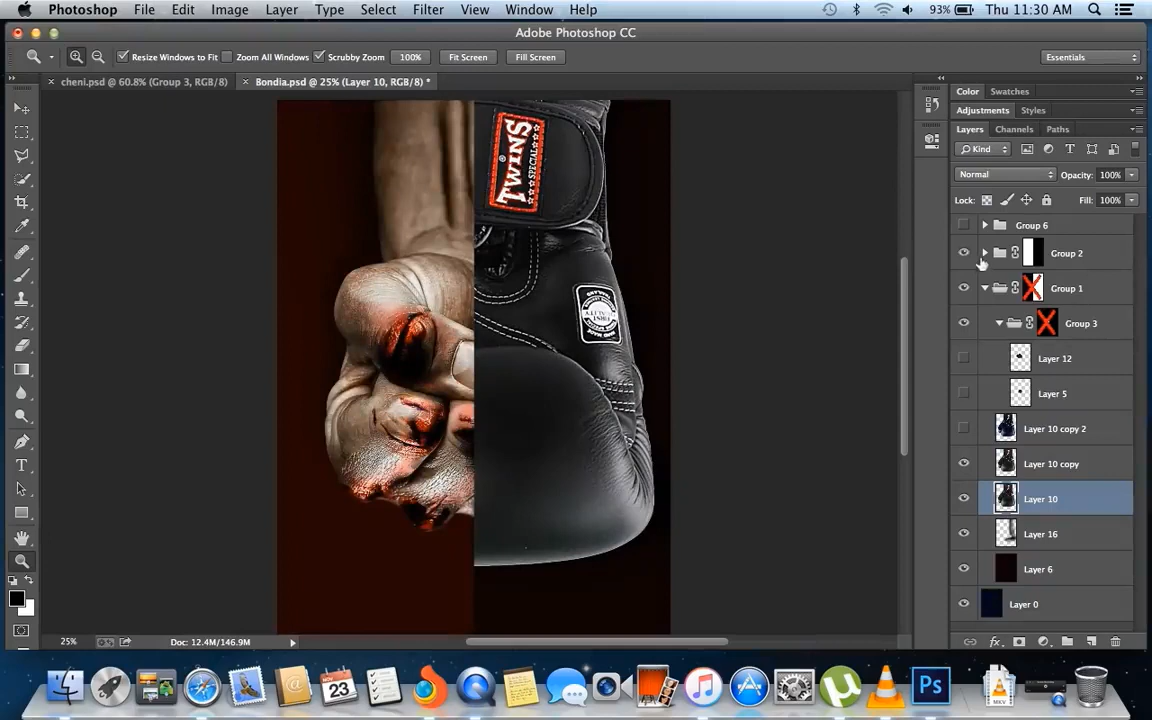 Photoshop File Edit Image Layer Type Select Filter View Window Help 93% Thu 11:30 AM
Adobe Photoshop CC
Resize Windows to Fit Zoom All Windows Scrubby Zoom 100% Fit Screen Fill Screen Essentials
cheni.psd @ 60.8% (Group 3, RGB/8) Bondia.psd @ 25% (Layer 10, RGB/8) *
Color Swatches
Adjustments Styles
Layers Channels Paths
Kind
Normal Opacity: 100%
Lock: Fill: 100%
Group 6
Group 2
Group 1
Group 3
Layer 12
Layer 5
Layer 10 copy 2
Layer 10 copy
Layer 10
Layer 16
Layer 6
Layer 0
TWINS
SPECIAL
®
25% Doc: 12.4M/146.9M
fx
NOV
23
Ps
MKV